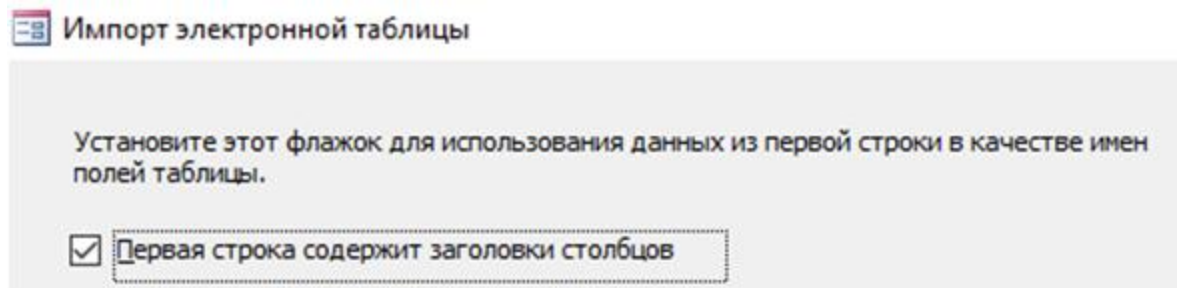 Импорт электронной таблицы
Установите этот флажок для использования данных из первой строки в качестве имен
полей таблицы.
Первая строка содержит заголовки столбцов